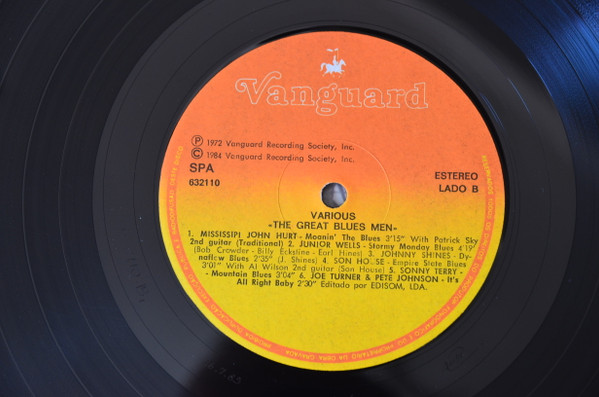 Vanguard
Ⓟ 1972 Vanguard Recording Society, Inc.
© 1984 Vanguard Recording Society, Inc.
SPA
632110
ESTEREO
LADO B
VARIOUS
«THE GREAT BLUES MEN»
1. MISSISSIPI JOHN HURT - Moanin' The Blues 3'15" With Patrick Sky
2nd guitar (Traditional) 2. JUNIOR WELLS - Stormy Monday Blues 4'19"
(Bob Crowder - Billy Eckstine - Earl Hines) 3. JOHNNY SHINES - Dy-
naflow Blues 2'35" (J. Shines) 4. SON HOUSE - Empire State Blues
3'01" With Al Wilson 2nd guitar (Son House) 5. SONNY TERRY -
- Mountain Blues 3'04" 6. JOE TURNER & PETE JOHNSON - It's
All Right Baby 2'30" Editado por EDISOM, LDA.